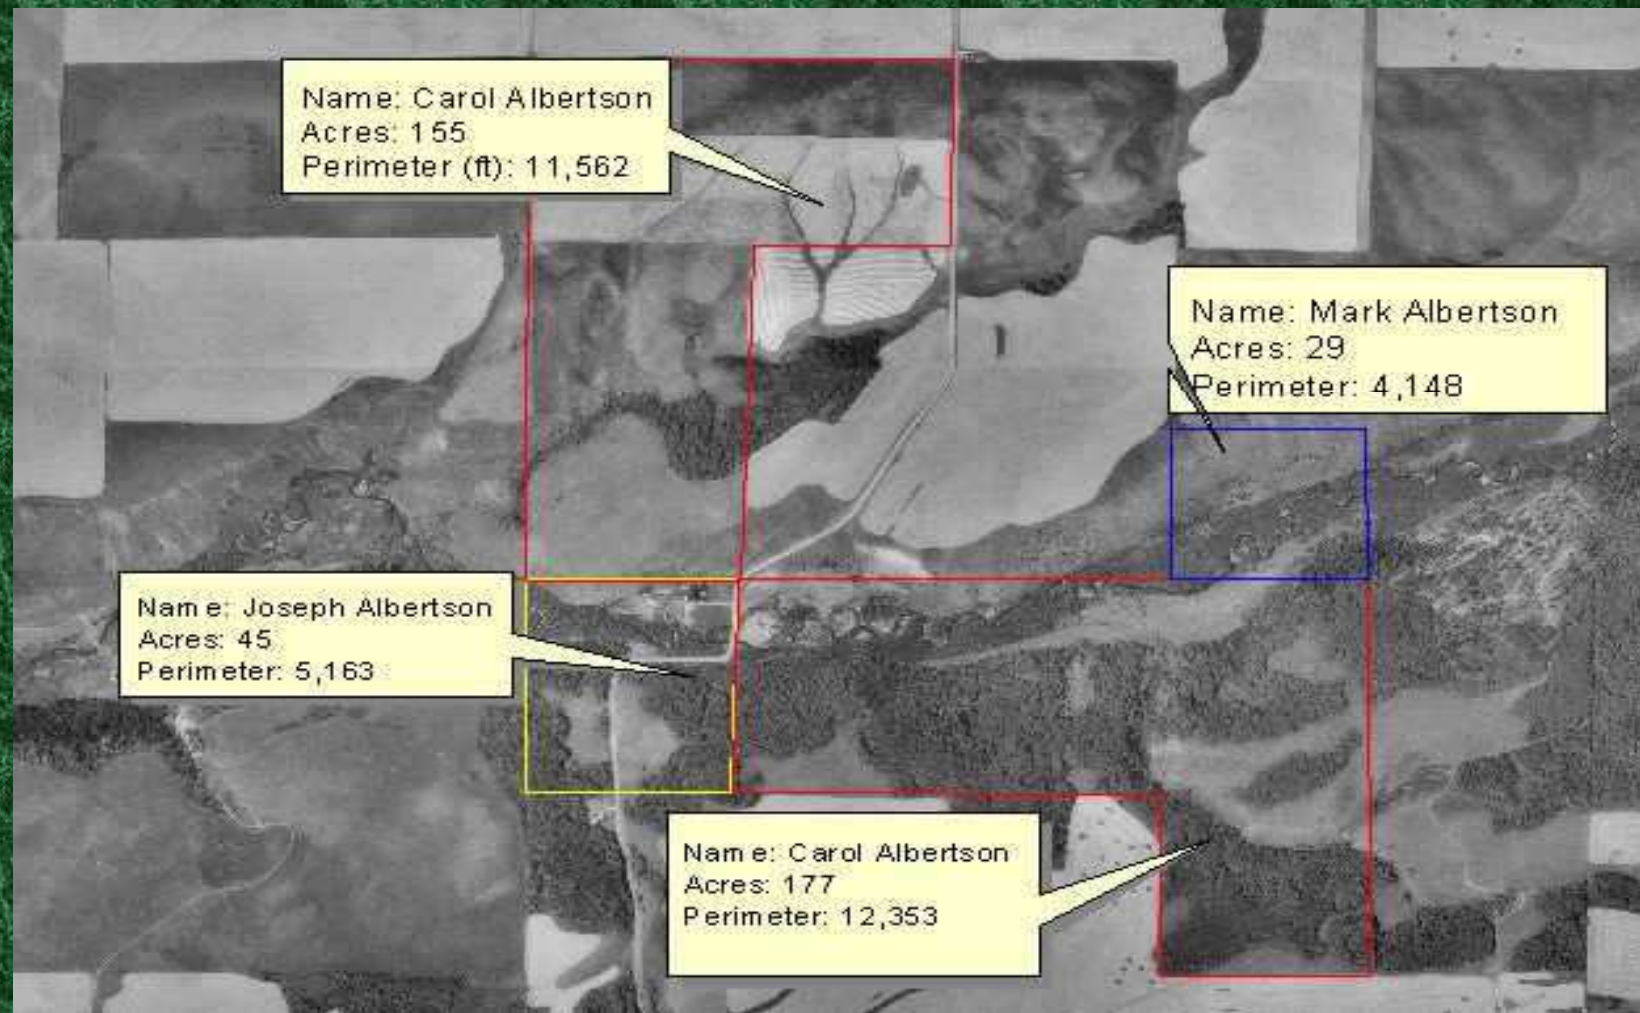 Name: Carol Albertson
Acres: 155
Perimeter (ft): 11,562
Name: Mark Albertson
Acres: 29
Perimeter: 4,148
Name: Joseph Albertson
Acres: 45
Perimeter: 5,163
Name: Carol Albertson
Acres: 177
Perimeter: 12,353